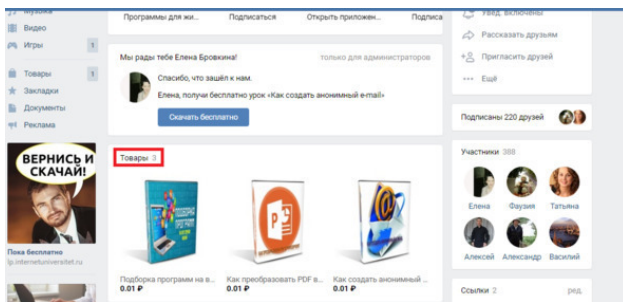 Музыка
Видео
Игры 1
Товары 1
Закладки
Документы
Реклама
ВЕРНИСЬ И
СКАЧАЙ!
Пока бесплатно
lp.internetuniversitet.ru
Программы для жи... Подписаться Открыть приложен... Подписа
Мы рады тебе Елена Бровкина! только для администраторов
Спасибо, что зашёл к нам.
Елена, получи бесплатно урок «Как создать анонимный e-mail»
Скачать бесплатно
Товары 3
Подборка программ на в... Как преобразовать PDF в... Как создать анонимный ...
0.01 ₽ 0.01 ₽ 0.01 ₽
Увед. включены
Рассказать друзьям
Пригласить друзей
Ещё
Подписаны 220 друзей
Участники 388
Елена Фаузия Татьяна
Алексей Александр Василий
Ссылки 2 ред.